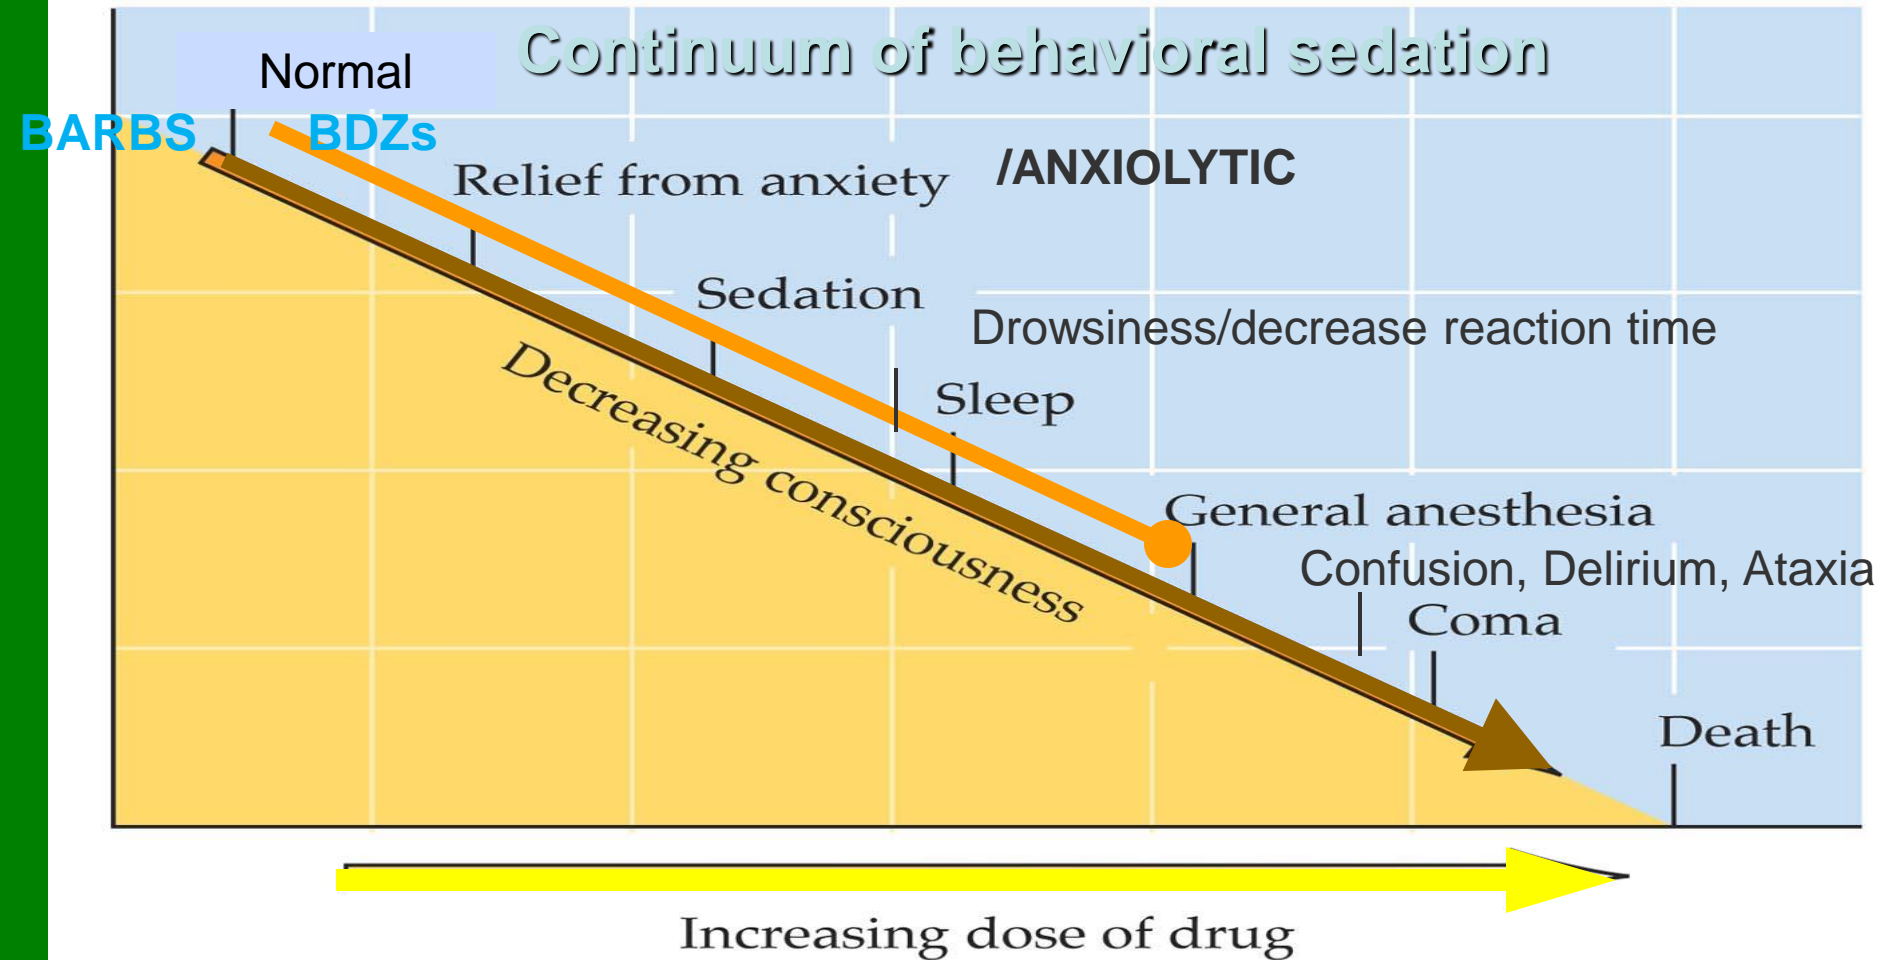 Continuum of behavioral sedation
Normal
BARBS
BDZs
Relief from anxiety
/ANXIOLYTIC
Sedation
Drowsiness/decrease reaction time
Sleep
Decreasing consciousness
General anesthesia
Confusion, Delirium, Ataxia
Coma
Death
Increasing dose of drug